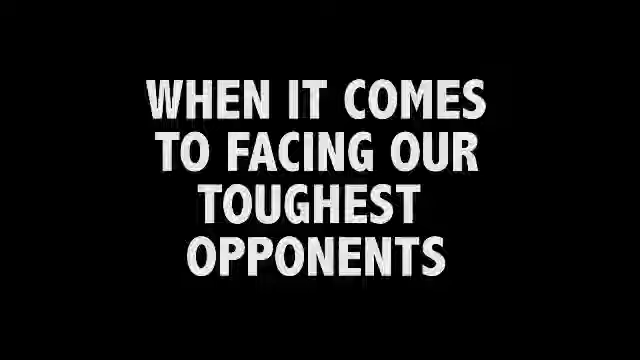 WHEN IT COMES
TO FACING OUR
TOUGHEST
OPPONENTS